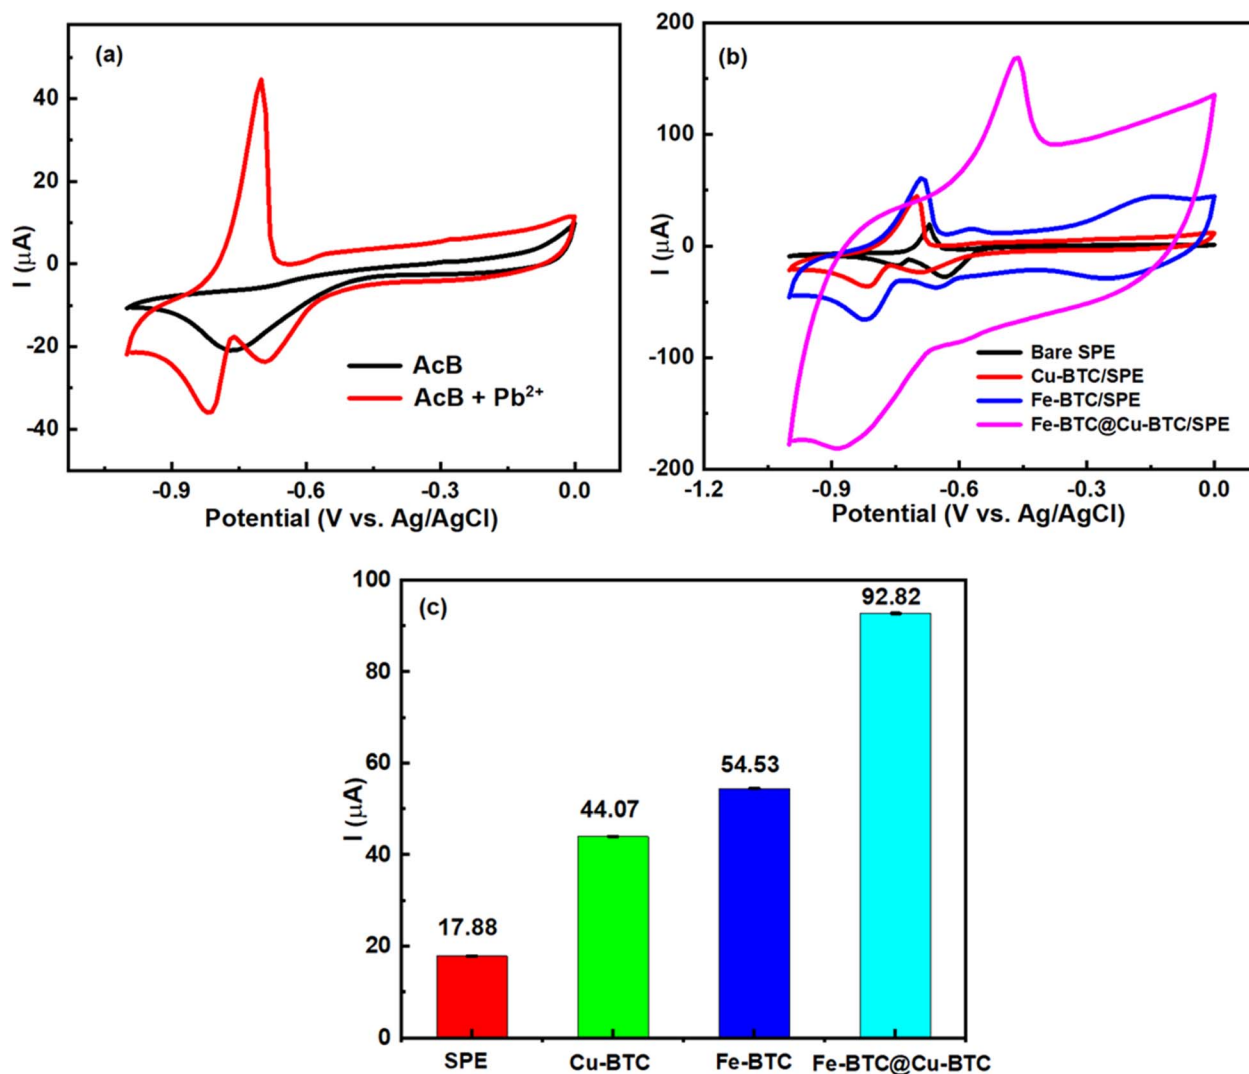 (a)
I (µA)
40
20
0
-20
-40
AcB
AcB + Pb²⁺
-0.9
-0.6
-0.3
0.0
Potential (V vs. Ag/AgCl)
(b)
I (µA)
200
100
0
-100
-200
Bare SPE
Cu-BTC/SPE
Fe-BTC/SPE
Fe-BTC@Cu-BTC/SPE
-1.2
-0.9
-0.6
-0.3
0.0
Potential (V vs. Ag/AgCl)
(c)
I (µA)
100
80
60
40
20
0
17.88
44.07
54.53
92.82
SPE
Cu-BTC
Fe-BTC
Fe-BTC@Cu-BTC